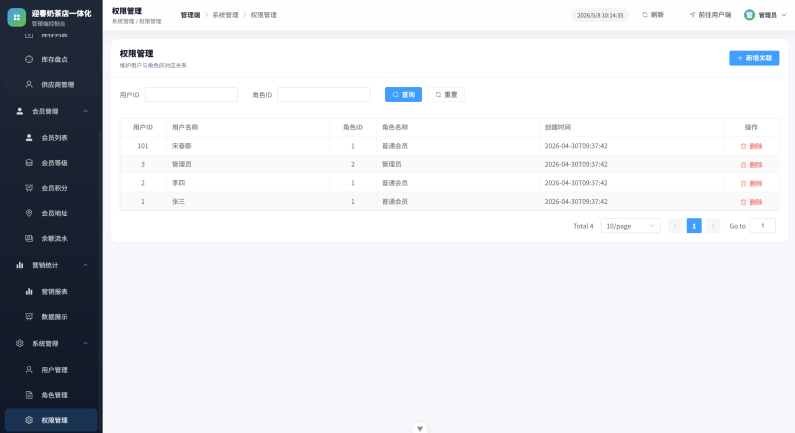 迎春奶茶店一体化
管理端控制台
库存列表
库存盘点
供应商管理
会员管理
会员列表
会员等级
会员积分
会员地址
余额流水
营销统计
营销报表
数据展示
系统管理
用户管理
角色管理
权限管理
权限管理
系统管理 / 权限管理
管理端 > 系统管理 > 权限管理
2026/5/8 10:14:35
刷新
前往用户端
管理员
权限管理
维护用户与角色的对应关系
+ 新增关联
用户ID
角色ID
查询
重置
用户ID 用户名称 角色ID 角色名称 创建时间 操作
101 宋春膨 1 普通会员 2026-04-30T09:37:42 删除
3 管理员 2 管理员 2026-04-30T09:37:42 删除
2 李四 1 普通会员 2026-04-30T09:37:42 删除
1 张三 1 普通会员 2026-04-30T09:37:42 删除
Total 4 10/page 1 Go to 1